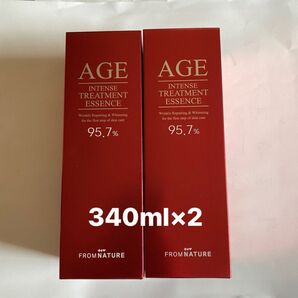 AGE
INTENSE
TREATMENT
ESSENCE
Wrinkle Repairing & Whitening
for the first step of skin care
95.7%
FROMNATURE
AGE
INTENSE
TREATMENT
ESSENCE
Wrinkle Repairing & Whitening
for the first step of skin care
95.7%
FROMNATURE
340ml×2